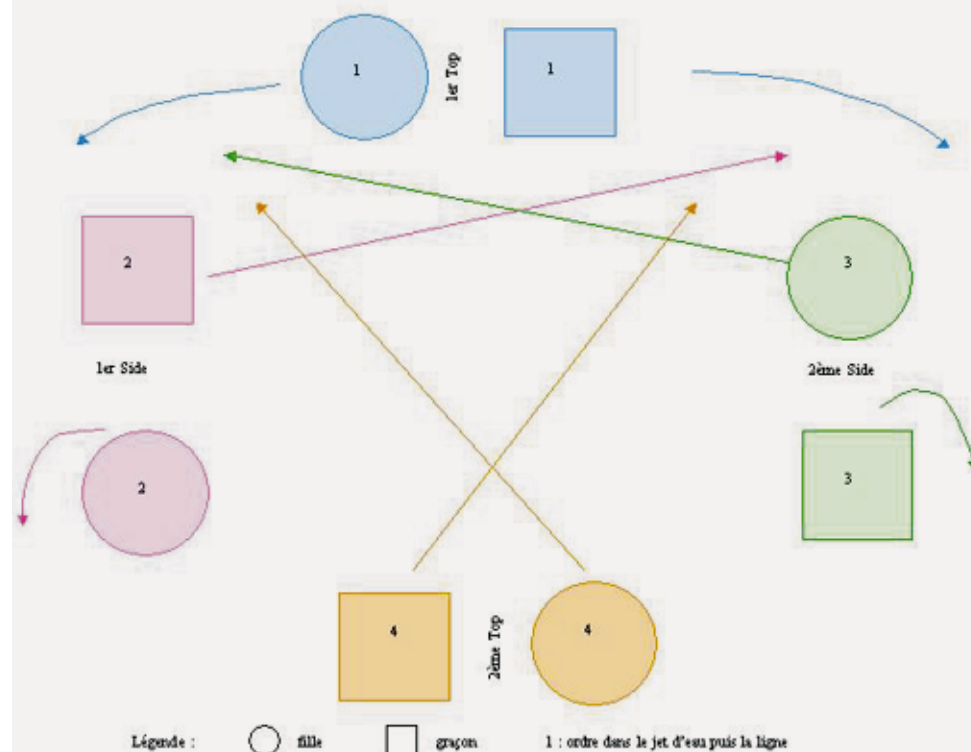 1
1er Top
1
2
3
1er Side
2ème Side
2
3
4
2ème Top
4
Légende :
fille
graçon
1 : ordre dans le jet d'eau puis la ligne